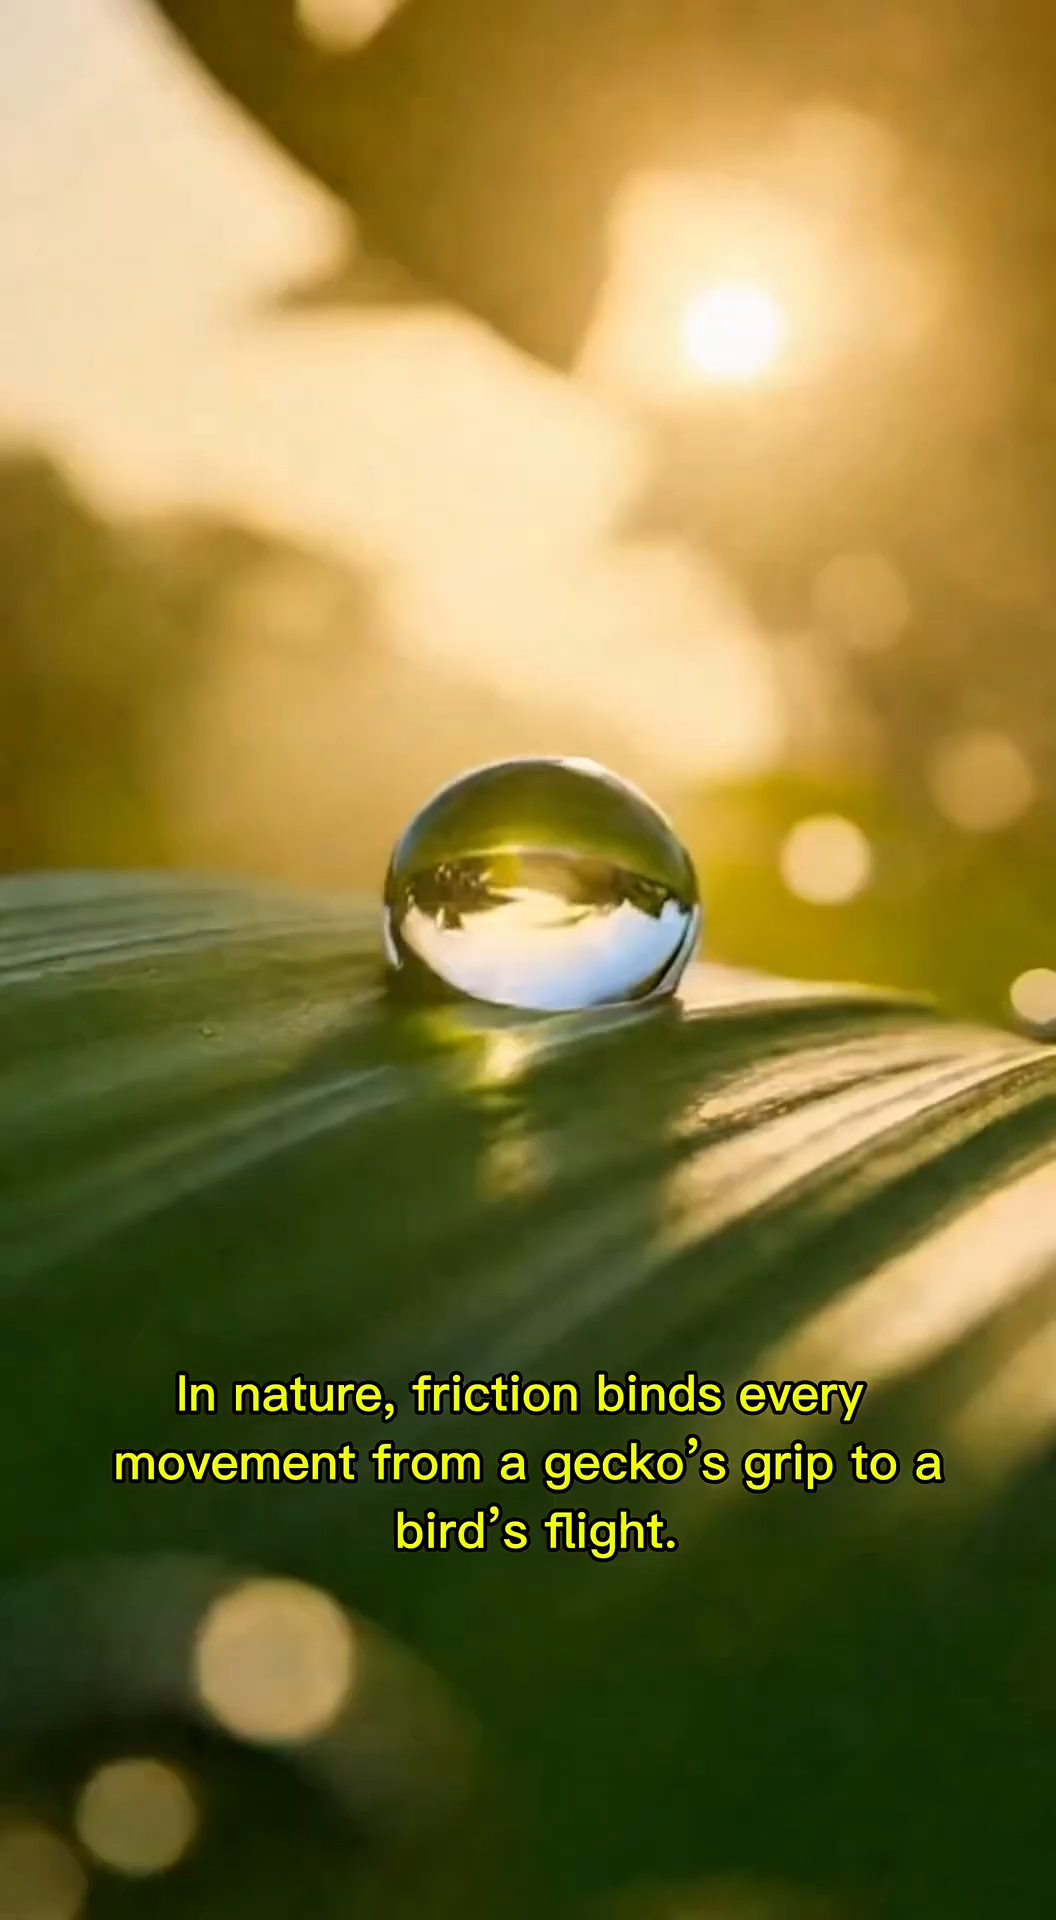 In nature, friction binds every
movement from a gecko’s grip to a
bird’s flight.